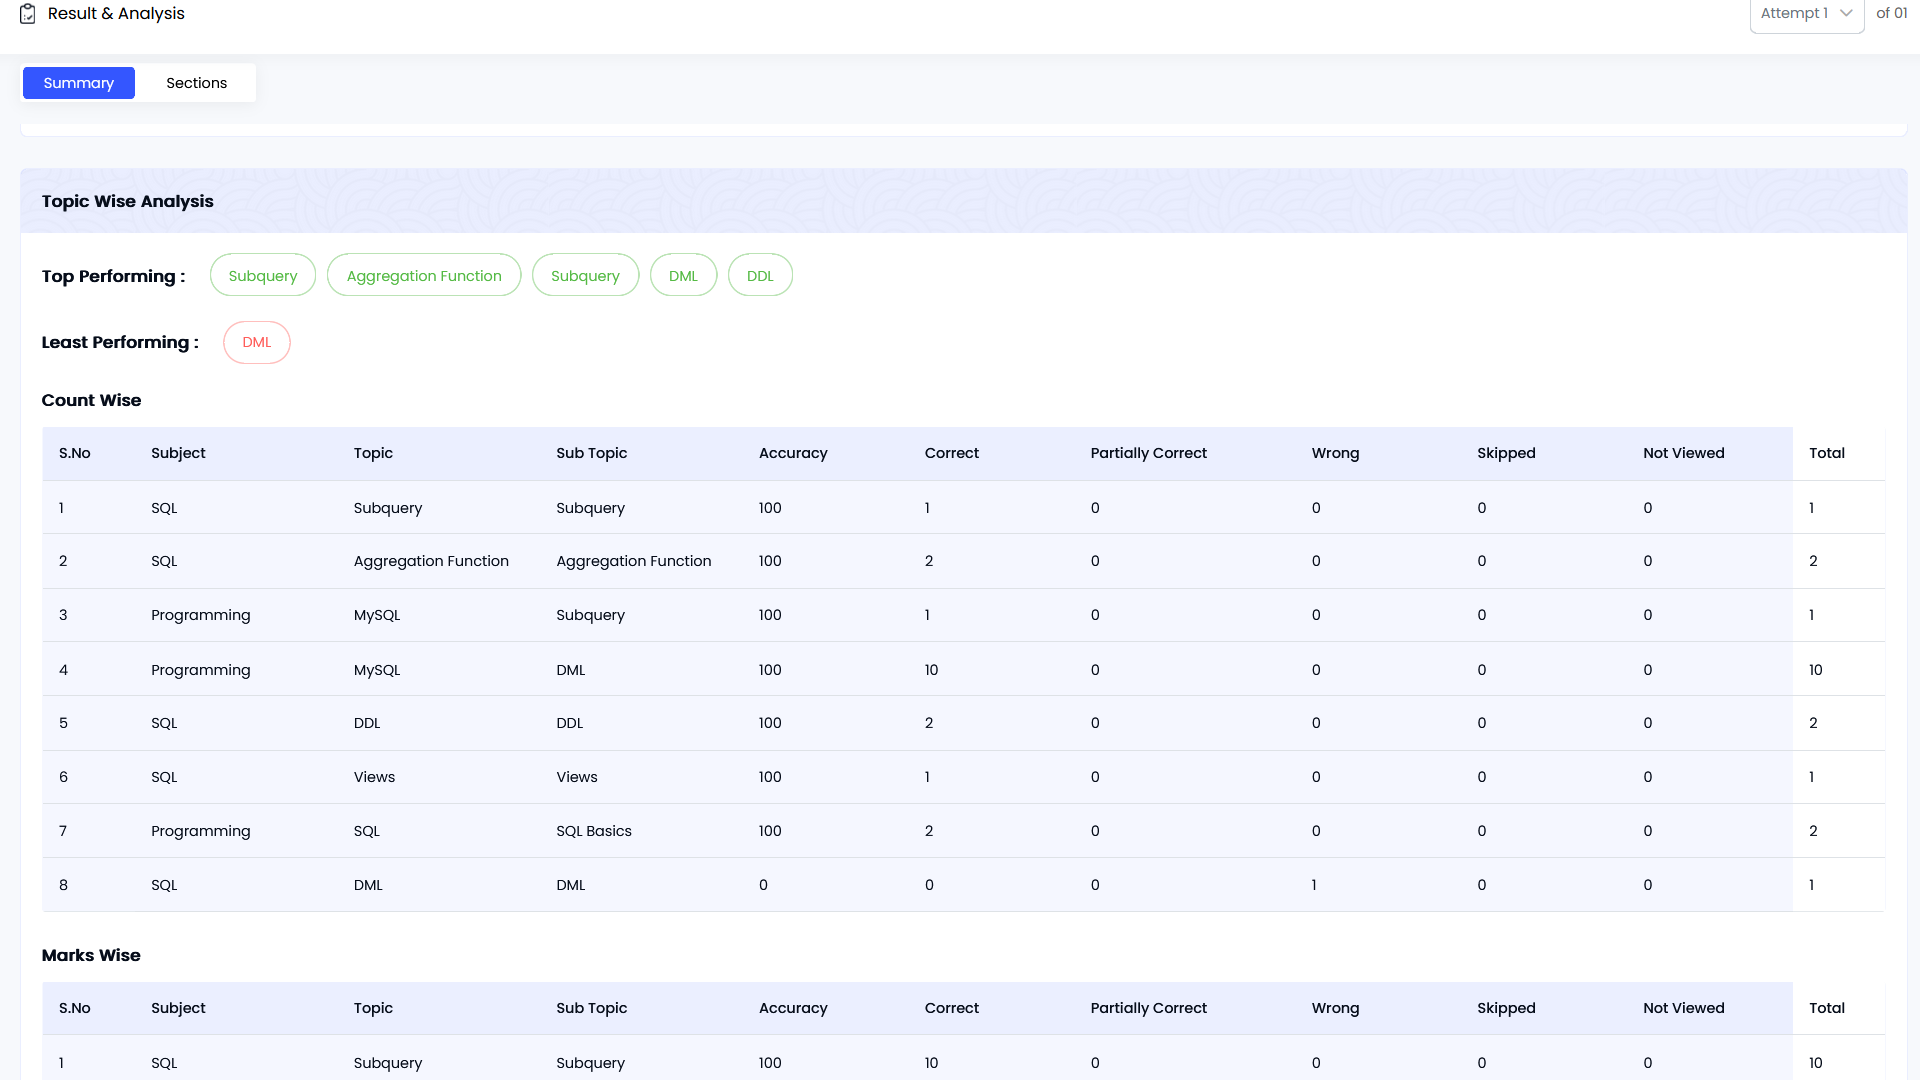 Result & Analysis
Attempt 1 of 01
Summary Sections
Topic Wise Analysis
Top Performing : Subquery Aggregation Function Subquery DML DDL
Least Performing : DML
Count Wise
S.No Subject Topic Sub Topic Accuracy Correct Partially Correct Wrong Skipped Not Viewed Total
1 SQL Subquery Subquery 100 1 0 0 0 0 1
2 SQL Aggregation Function Aggregation Function 100 2 0 0 0 0 2
3 Programming MySQL Subquery 100 1 0 0 0 0 1
4 Programming MySQL DML 100 10 0 0 0 0 10
5 SQL DDL DDL 100 2 0 0 0 0 2
6 SQL Views Views 100 1 0 0 0 0 1
7 Programming SQL SQL Basics 100 2 0 0 0 0 2
8 SQL DML DML 0 0 0 1 0 0 1
Marks Wise
S.No Subject Topic Sub Topic Accuracy Correct Partially Correct Wrong Skipped Not Viewed Total
1 SQL Subquery Subquery 100 10 0 0 0 0 10